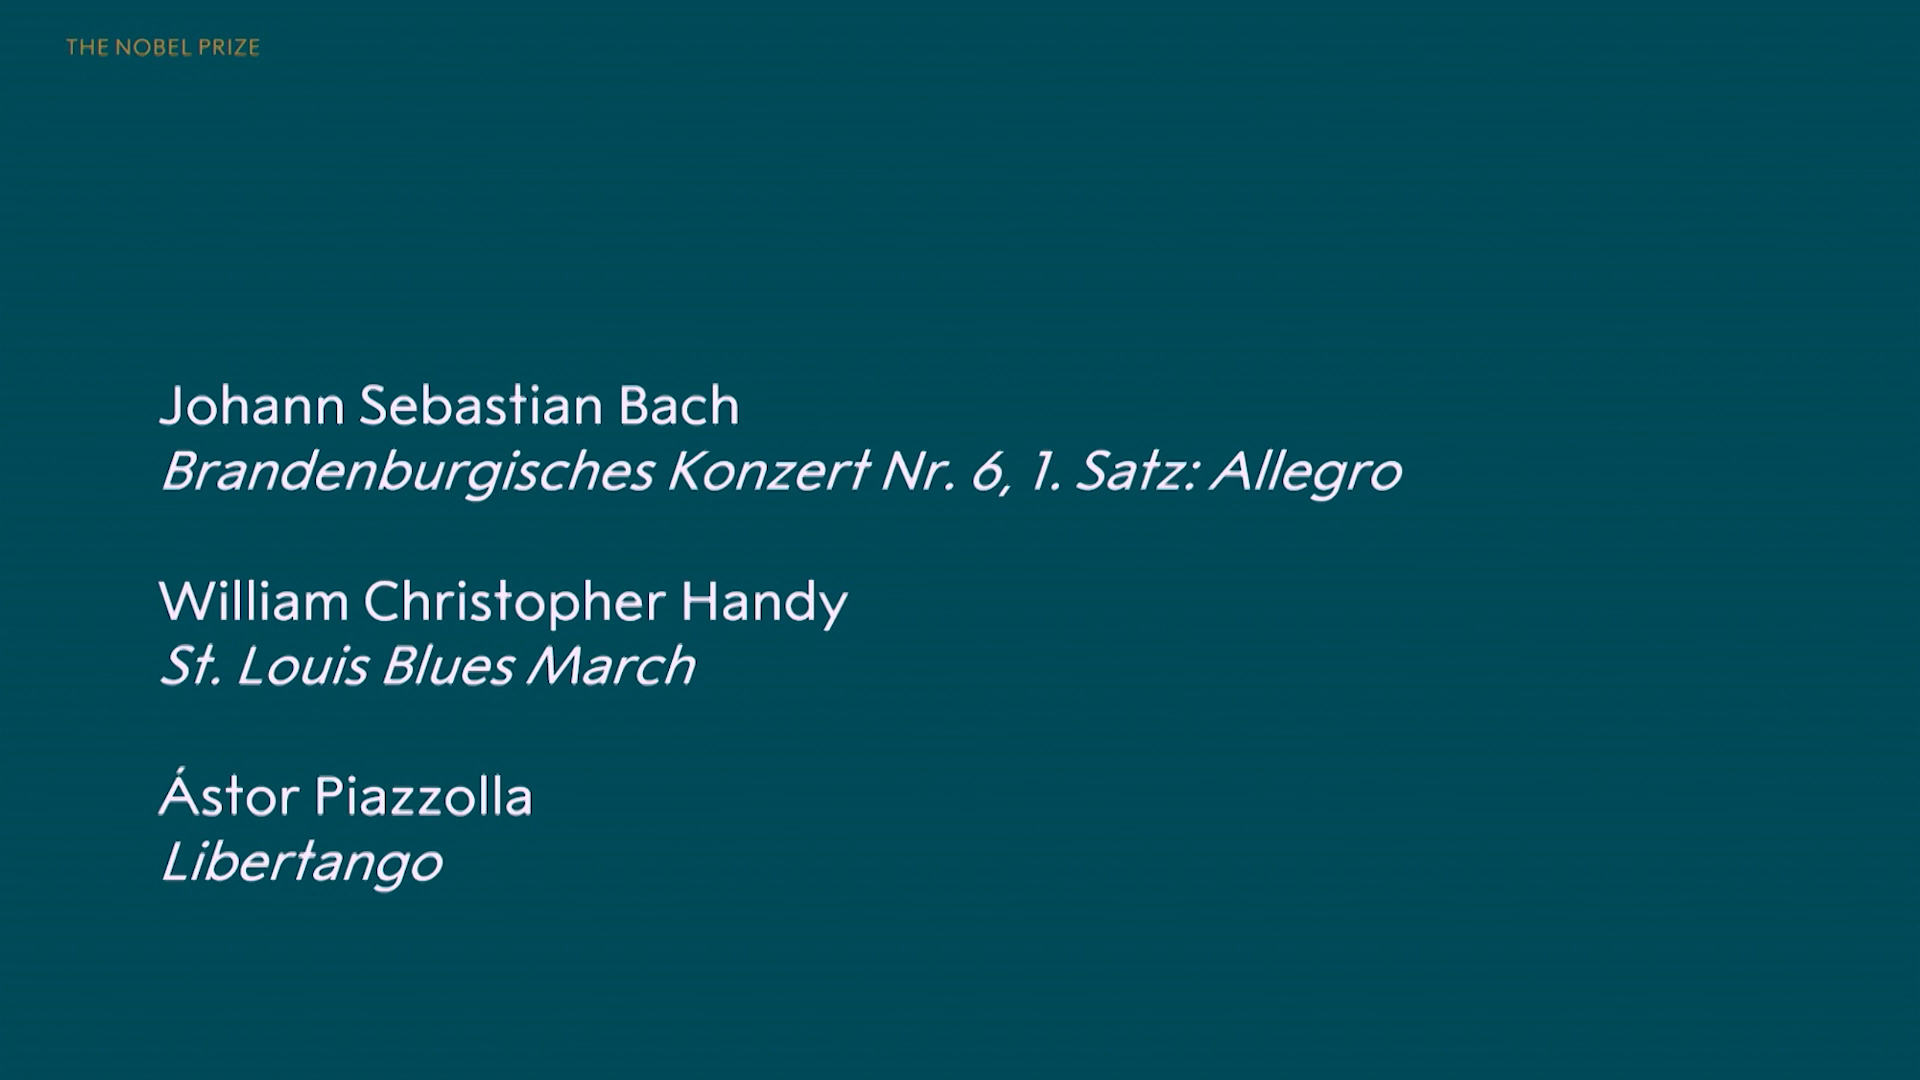 THE NOBEL PRIZE
Johann Sebastian Bach
Brandenburgisches Konzert Nr. 6, 1. Satz: Allegro
William Christopher Handy
St. Louis Blues March
Ástor Piazzolla
Libertango